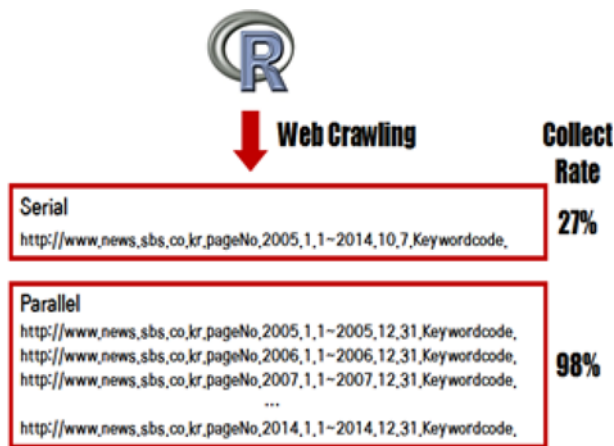 R
Web Crawling
Collect
Rate
Serial
http://www.news.sbs.co.kr.pageNo.2005.1.1~2014.10.7.Keywordcode.
27%
Parallel
http://www.news.sbs.co.kr.pageNo.2005.1.1~2005.12.31.Keywordcode.
http://www.news.sbs.co.kr.pageNo.2006.1.1~2006.12.31.Keywordcode.
http://www.news.sbs.co.kr.pageNo.2007.1.1~2007.12.31.Keywordcode.
...
http://www.news.sbs.co.kr.pageNo.2014.1.1~2014.12.31.Keywordcode.
98%